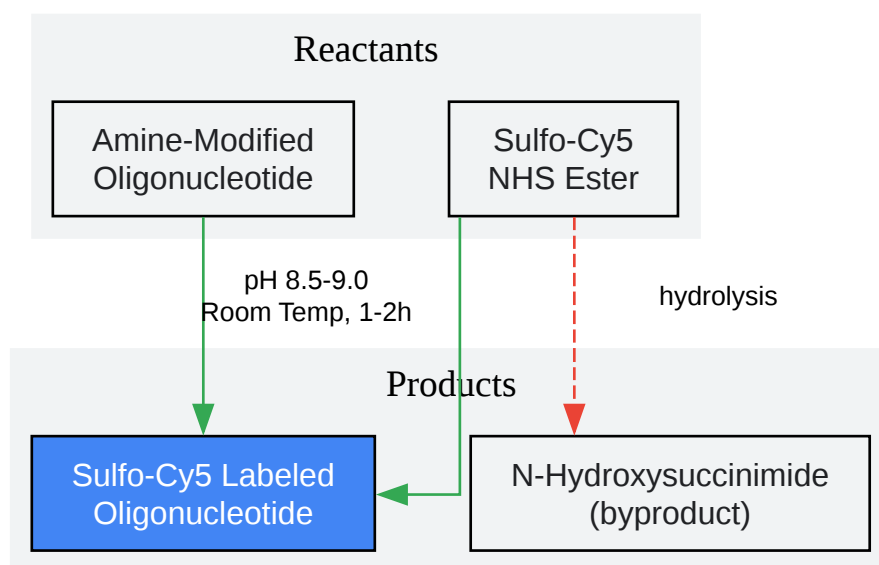 Reactants
Amine-Modified
Oligonucleotide
Sulfo-Cy5
NHS Ester
pH 8.5-9.0
Room Temp, 1-2h
hydrolysis
Products
Sulfo-Cy5 Labeled
Oligonucleotide
N-Hydroxysuccinimide
(byproduct)